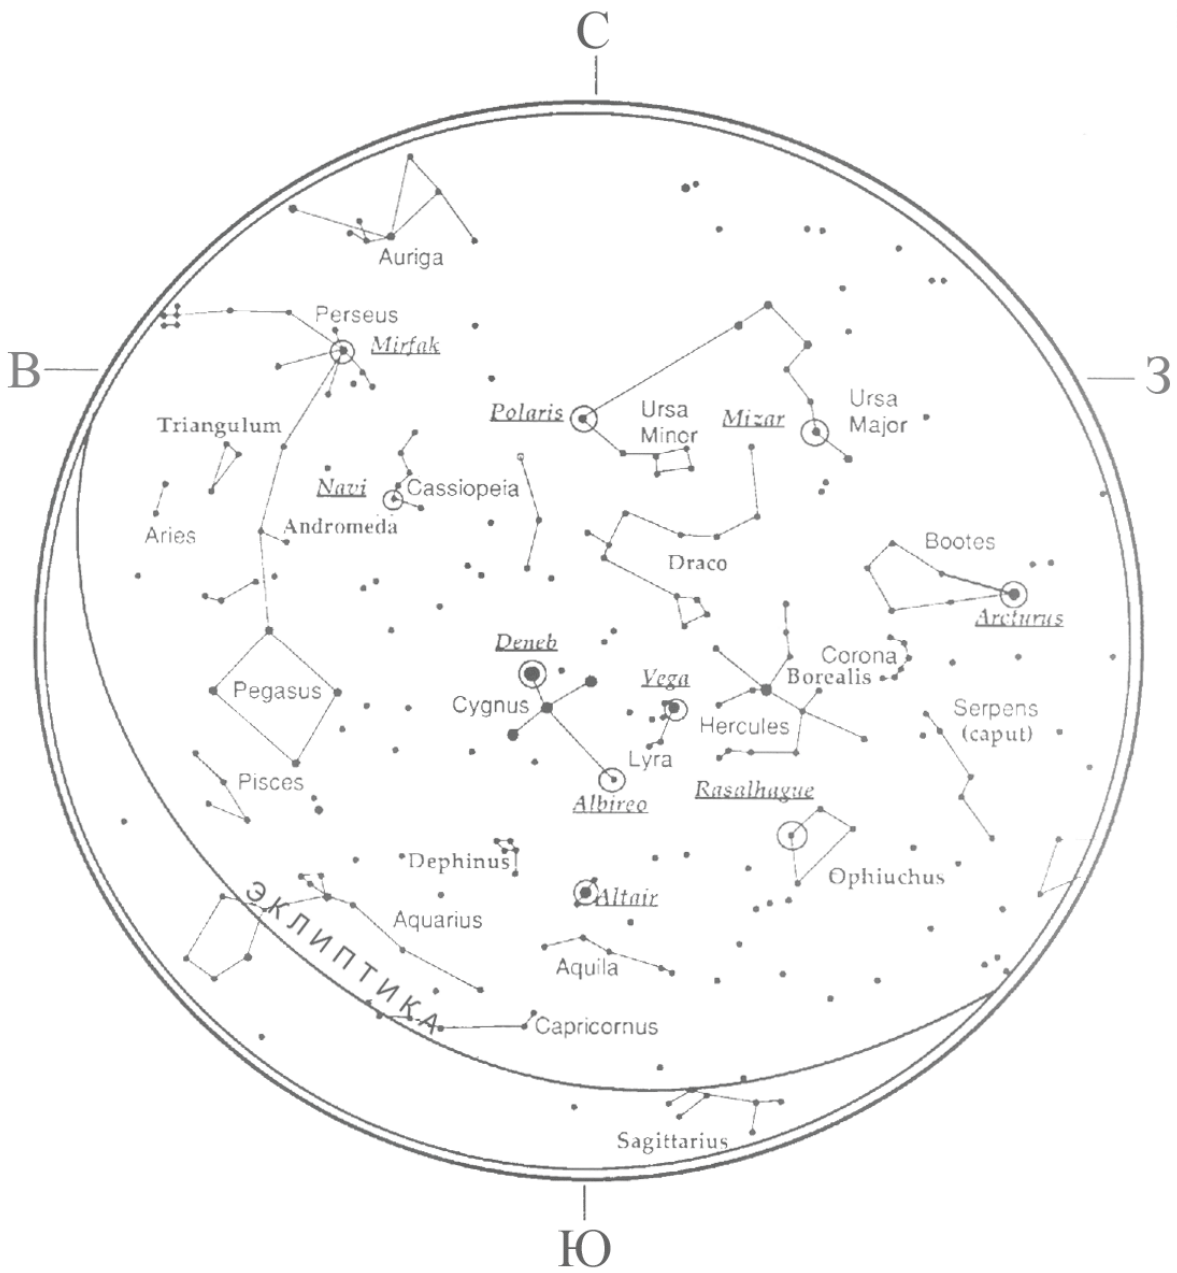 С
Auriga
Perseus
Mirfak
В
З
Polaris
Ursa
Minor
Mizar
Ursa
Major
Triangulum
Navi
Cassiopeia
Aries
Andromeda
Draco
Bootes
Arcturus
Deneb
Vega
Corona
Borealis
Pegasus
Cygnus
Hercules
Serpens
(caput)
Lyra
Pisces
Albireo
Rasalhague
Dephinus
Ophiuchus
Altair
ЭКЛИПТИКА
Aquarius
Aquila
Capricornus
Sagittarius
Ю